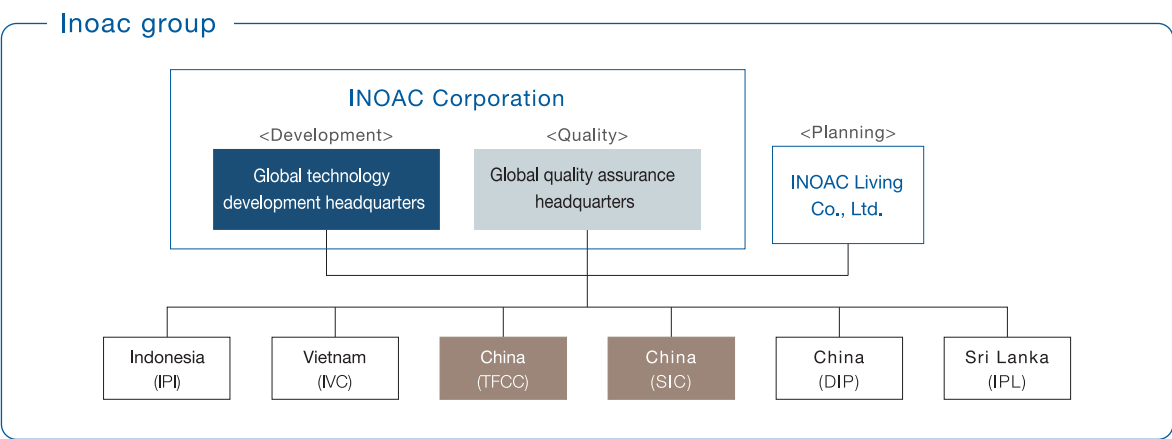 Inoac group
INOAC Corporation
<Development>
<Quality>
<Planning>
Global technology
development headquarters
Global quality assurance
headquarters
INOAC Living
Co., Ltd.
Indonesia
(IPI)
Vietnam
(IVC)
China
(TFCC)
China
(SIC)
China
(DIP)
Sri Lanka
(IPL)